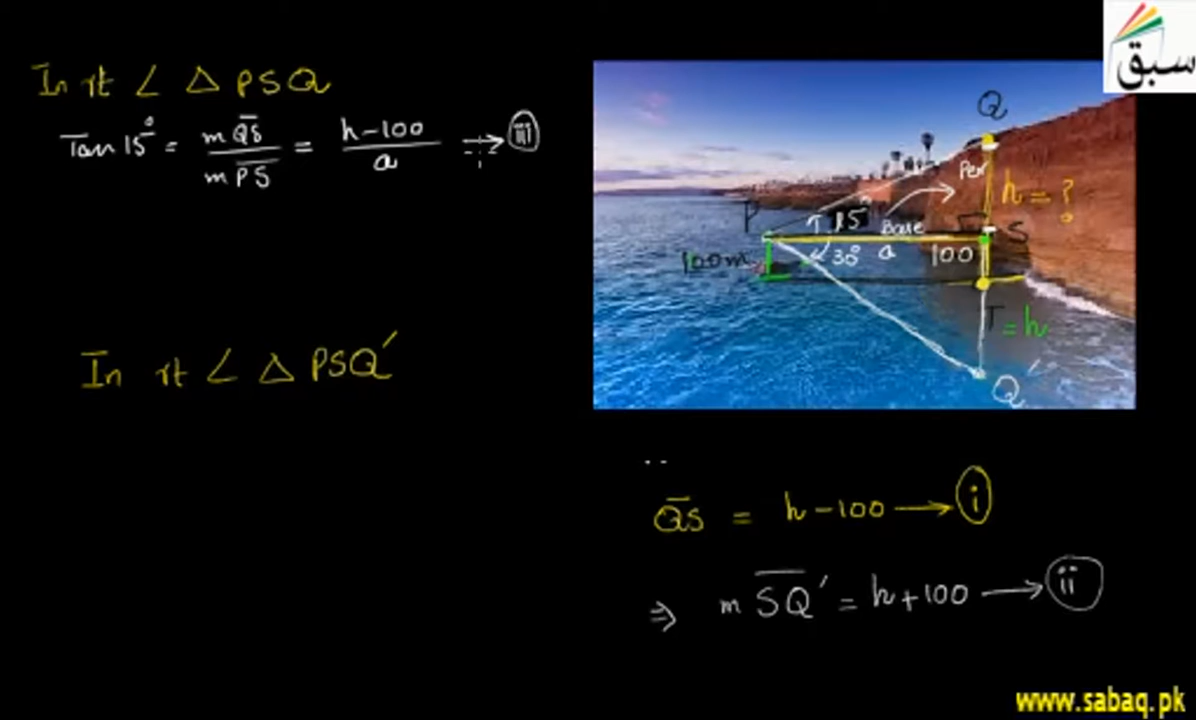 سبق
In rt ∠ △ PSQ
Tan 15° = mQS / mPS = h-100 / a → iii
Q
Per
h = ?
P
15°
Base
S
100m
30°
a
100
T = h
Q′
In rt ∠ △ PSQ′
QS = h - 100 → i
⇒ m SQ′ = h + 100 → ii
www.sabaq.pk